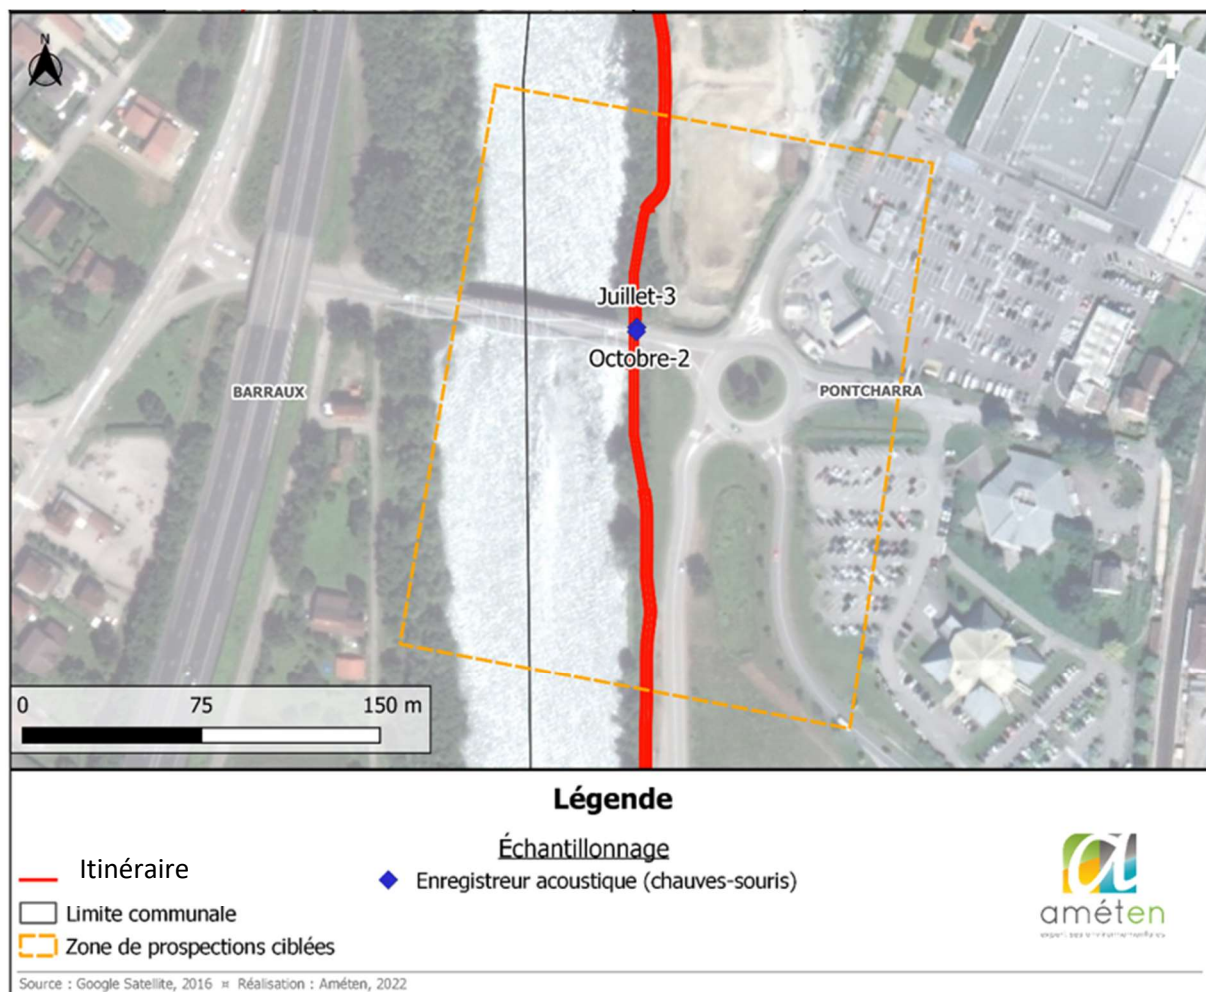 N
4
Juillet-3
Octobre-2
BARRAUX
PONTCHARRA
0 75 150 m
Légende
Échantillonnage
Itinéraire
Enregistreur acoustique (chauves-souris)
Limite communale
Zone de prospections ciblées
améten
Source : Google Satellite, 2016 ¤ Réalisation : Améten, 2022